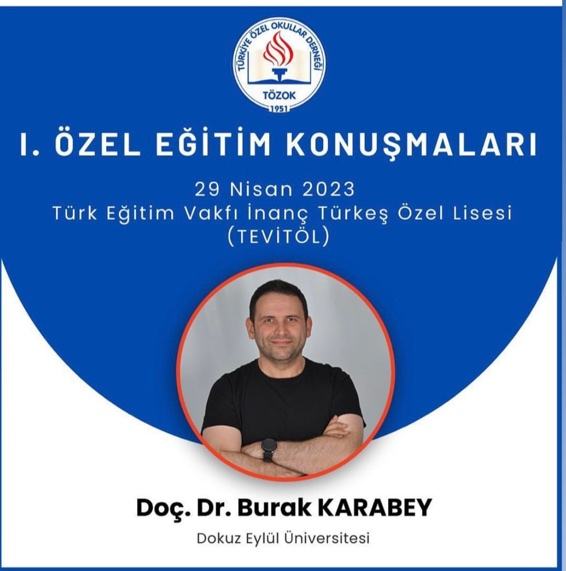 TÜRKİYE ÖZEL OKULLAR DERNEĞİ
TÖZOK
1951
I. ÖZEL EĞİTİM KONUŞMALARI
29 Nisan 2023
Türk Eğitim Vakfı İnanç Türkeş Özel Lisesi
(TEVİTÖL)
Doç. Dr. Burak KARABEY
Dokuz Eylül Üniversitesi